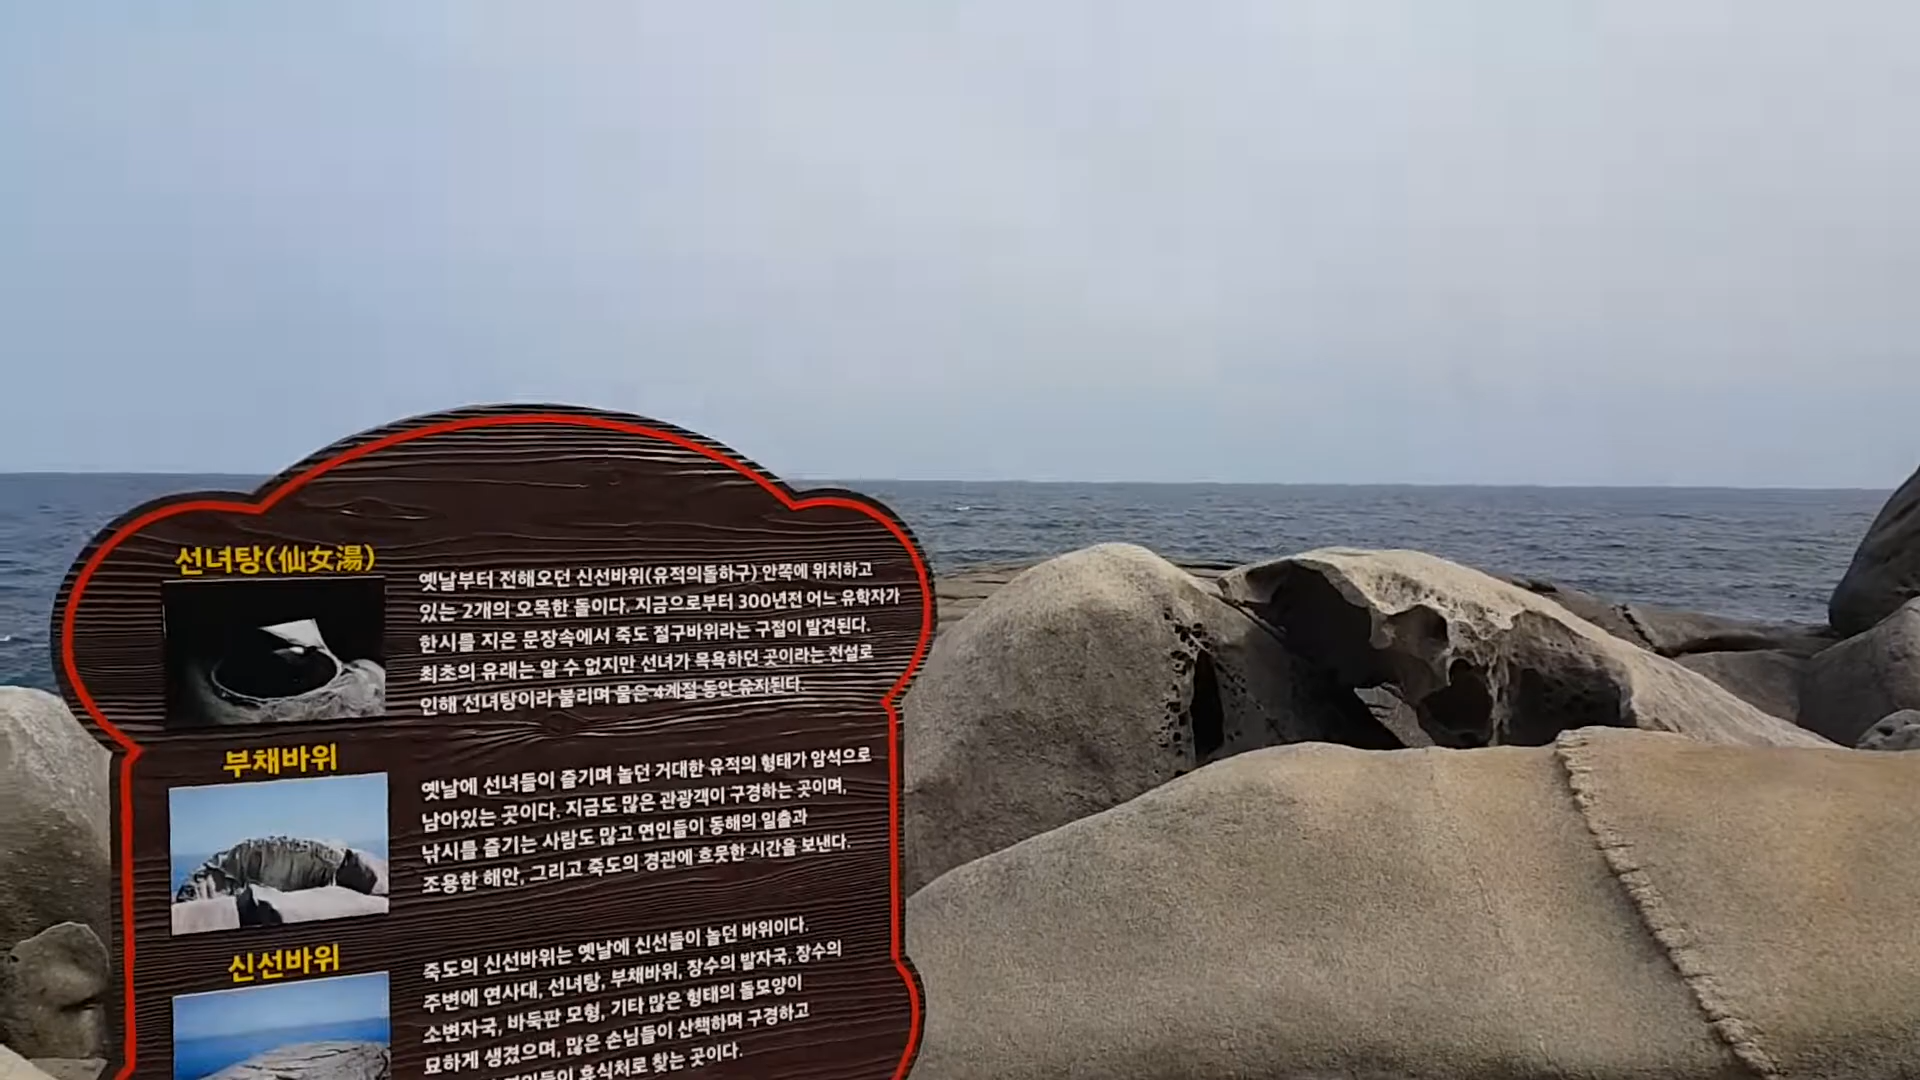 선녀탕(仙女湯)
옛날부터 전해오던 신선바위(유적의돌하구) 안쪽에 위치하고
있는 2개의 오목한 돌이다. 지금으로부터 300년전 어느 유학자가
한시를 지은 문장속에서 죽도 절구바위라는 구절이 발견된다.
최초의 유래는 알 수 없지만 선녀가 목욕하던 곳이라는 전설로
인해 선녀탕이라 불리며 물은 4계절 동안 유지된다.
부채바위
옛날에 선녀들이 즐기며 놀던 거대한 유적의 형태가 암석으로
남아있는 곳이다. 지금도 많은 관광객이 구경하는 곳이며,
낚시를 즐기는 사람도 많고 연인들이 동해의 일출과
조용한 해안, 그리고 죽도의 경관에 흐뭇한 시간을 보낸다.
신선바위
죽도의 신선바위는 옛날에 신선들이 놀던 바위이다.
주변에 연사대, 선녀탕, 부채바위, 장수의 발자국, 장수의
소변자국, 바둑판 모형, 기타 많은 형태의 돌모양이
묘하게 생겼으며, 많은 손님들이 산책하며 구경하고
휴식처로 찾는 곳이다.